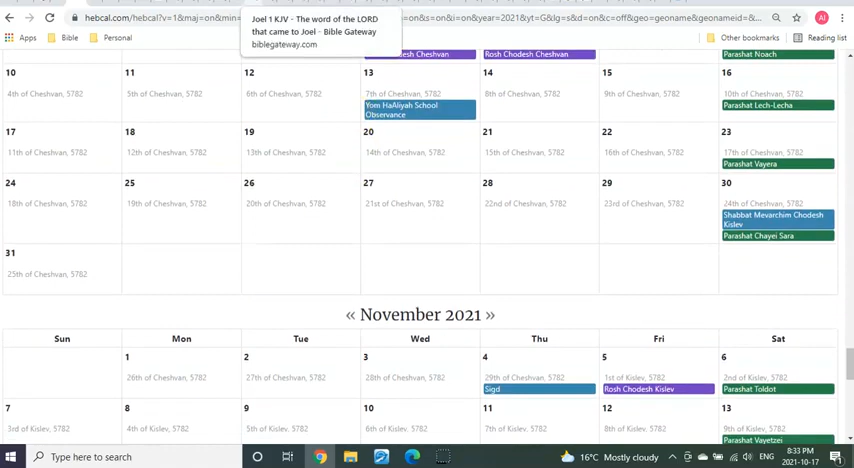 hebcal.com/hebcal?v=1&maj=on&min=
on&s=on&i=on&year=2021&yt=G&lg=s&d=on&c=off&geo=geoname&geonameid=
Joel 1 KJV - The word of the LORD
that came to Joel - Bible Gateway
biblegateway.com
Apps
Bible
Personal
Other bookmarks
Reading list
Rosh Chodesh Cheshvan
Parashat Noach
10 11 12 13 14 15 16
4th of Cheshvan, 5782 5th of Cheshvan, 5782 6th of Cheshvan, 5782 7th of Cheshvan, 5782 8th of Cheshvan, 5782 9th of Cheshvan, 5782 10th of Cheshvan, 5782
Yom HaAliyah School
Observance
Parashat Lech-Lecha
17 18 19 20 21 22 23
11th of Cheshvan, 5782 12th of Cheshvan, 5782 13th of Cheshvan, 5782 14th of Cheshvan, 5782 15th of Cheshvan, 5782 16th of Cheshvan, 5782 17th of Cheshvan, 5782
Parashat Vayera
24 25 26 27 28 29 30
18th of Cheshvan, 5782 19th of Cheshvan, 5782 20th of Cheshvan, 5782 21st of Cheshvan, 5782 22nd of Cheshvan, 5782 23rd of Cheshvan, 5782 24th of Cheshvan, 5782
Shabbat Mevarchim Chodesh
Kislev
Parashat Chayei Sara
31
25th of Cheshvan, 5782
« November 2021 »
Sun Mon Tue Wed Thu Fri Sat
1 2 3 4 5 6
26th of Cheshvan, 5782 27th of Cheshvan, 5782 28th of Cheshvan, 5782 29th of Cheshvan, 5782 1st of Kislev, 5782 2nd of Kislev, 5782
Sigd
Rosh Chodesh Kislev
Parashat Toldot
7 8 9 10 11 12 13
3rd of Kislev, 5782 4th of Kislev, 5782 5th of Kislev, 5782 6th of Kislev, 5782 7th of Kislev, 5782 8th of Kislev, 5782 9th of Kislev, 5782
Parashat Vayetzei
Type here to search
16°C Mostly cloudy
ENG
8:33 PM
2021-10-17